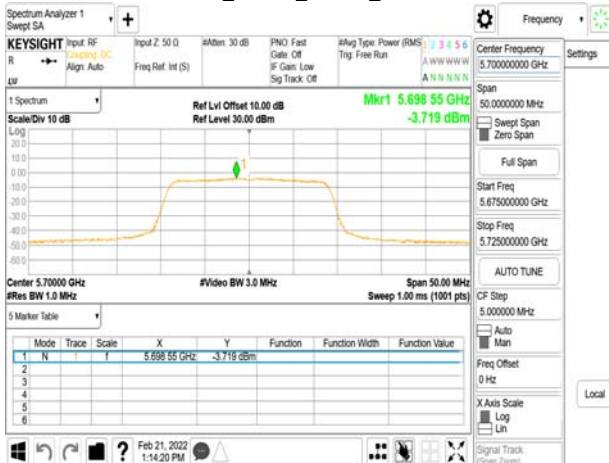 Spectrum Analyzer 1
Swept SA
Frequency
KEYSIGHT
Input: RF
Coupling: DC
Align: Auto
Input Z: 50 Ω
Freq Ref: Int (S)
#Atten: 30 dB
PNO: Fast
Gate: Off
IF Gain: Low
Sig Track: Off
#Avg Type: Power (RMS)
Trig: Free Run
1 2 3 4 5 6
A W W W W W
A N N N N N
R
LW
Settings
Center Frequency
5.700000000 GHz
Span
50.0000000 MHz
Swept Span
Zero Span
Full Span
Start Freq
5.675000000 GHz
Stop Freq
5.725000000 GHz
AUTO TUNE
CF Step
5.000000 MHz
Auto
Man
Freq Offset
0 Hz
X Axis Scale
Log
Lin
Signal Track
(Span Zoom)
Local
1 Spectrum
Scale/Div 10 dB
Ref Lvl Offset 10.00 dB
Ref Level 30.00 dBm
Mkr1 5.698 55 GHz
-3.719 dBm
Log
20.0
10.0
0.00
-10.0
-20.0
-30.0
-40.0
-50.0
-60.0
1
Center 5.70000 GHz
#Res BW 1.0 MHz
#Video BW 3.0 MHz
Span 50.00 MHz
Sweep 1.00 ms (1001 pts)
5 Marker Table
Mode Trace Scale X Y Function Function Width Function Value
1 N 1 f 5.698 55 GHz -3.719 dBm
2
3
4
5
6
?
Feb 21, 2022
1:14:20 PM